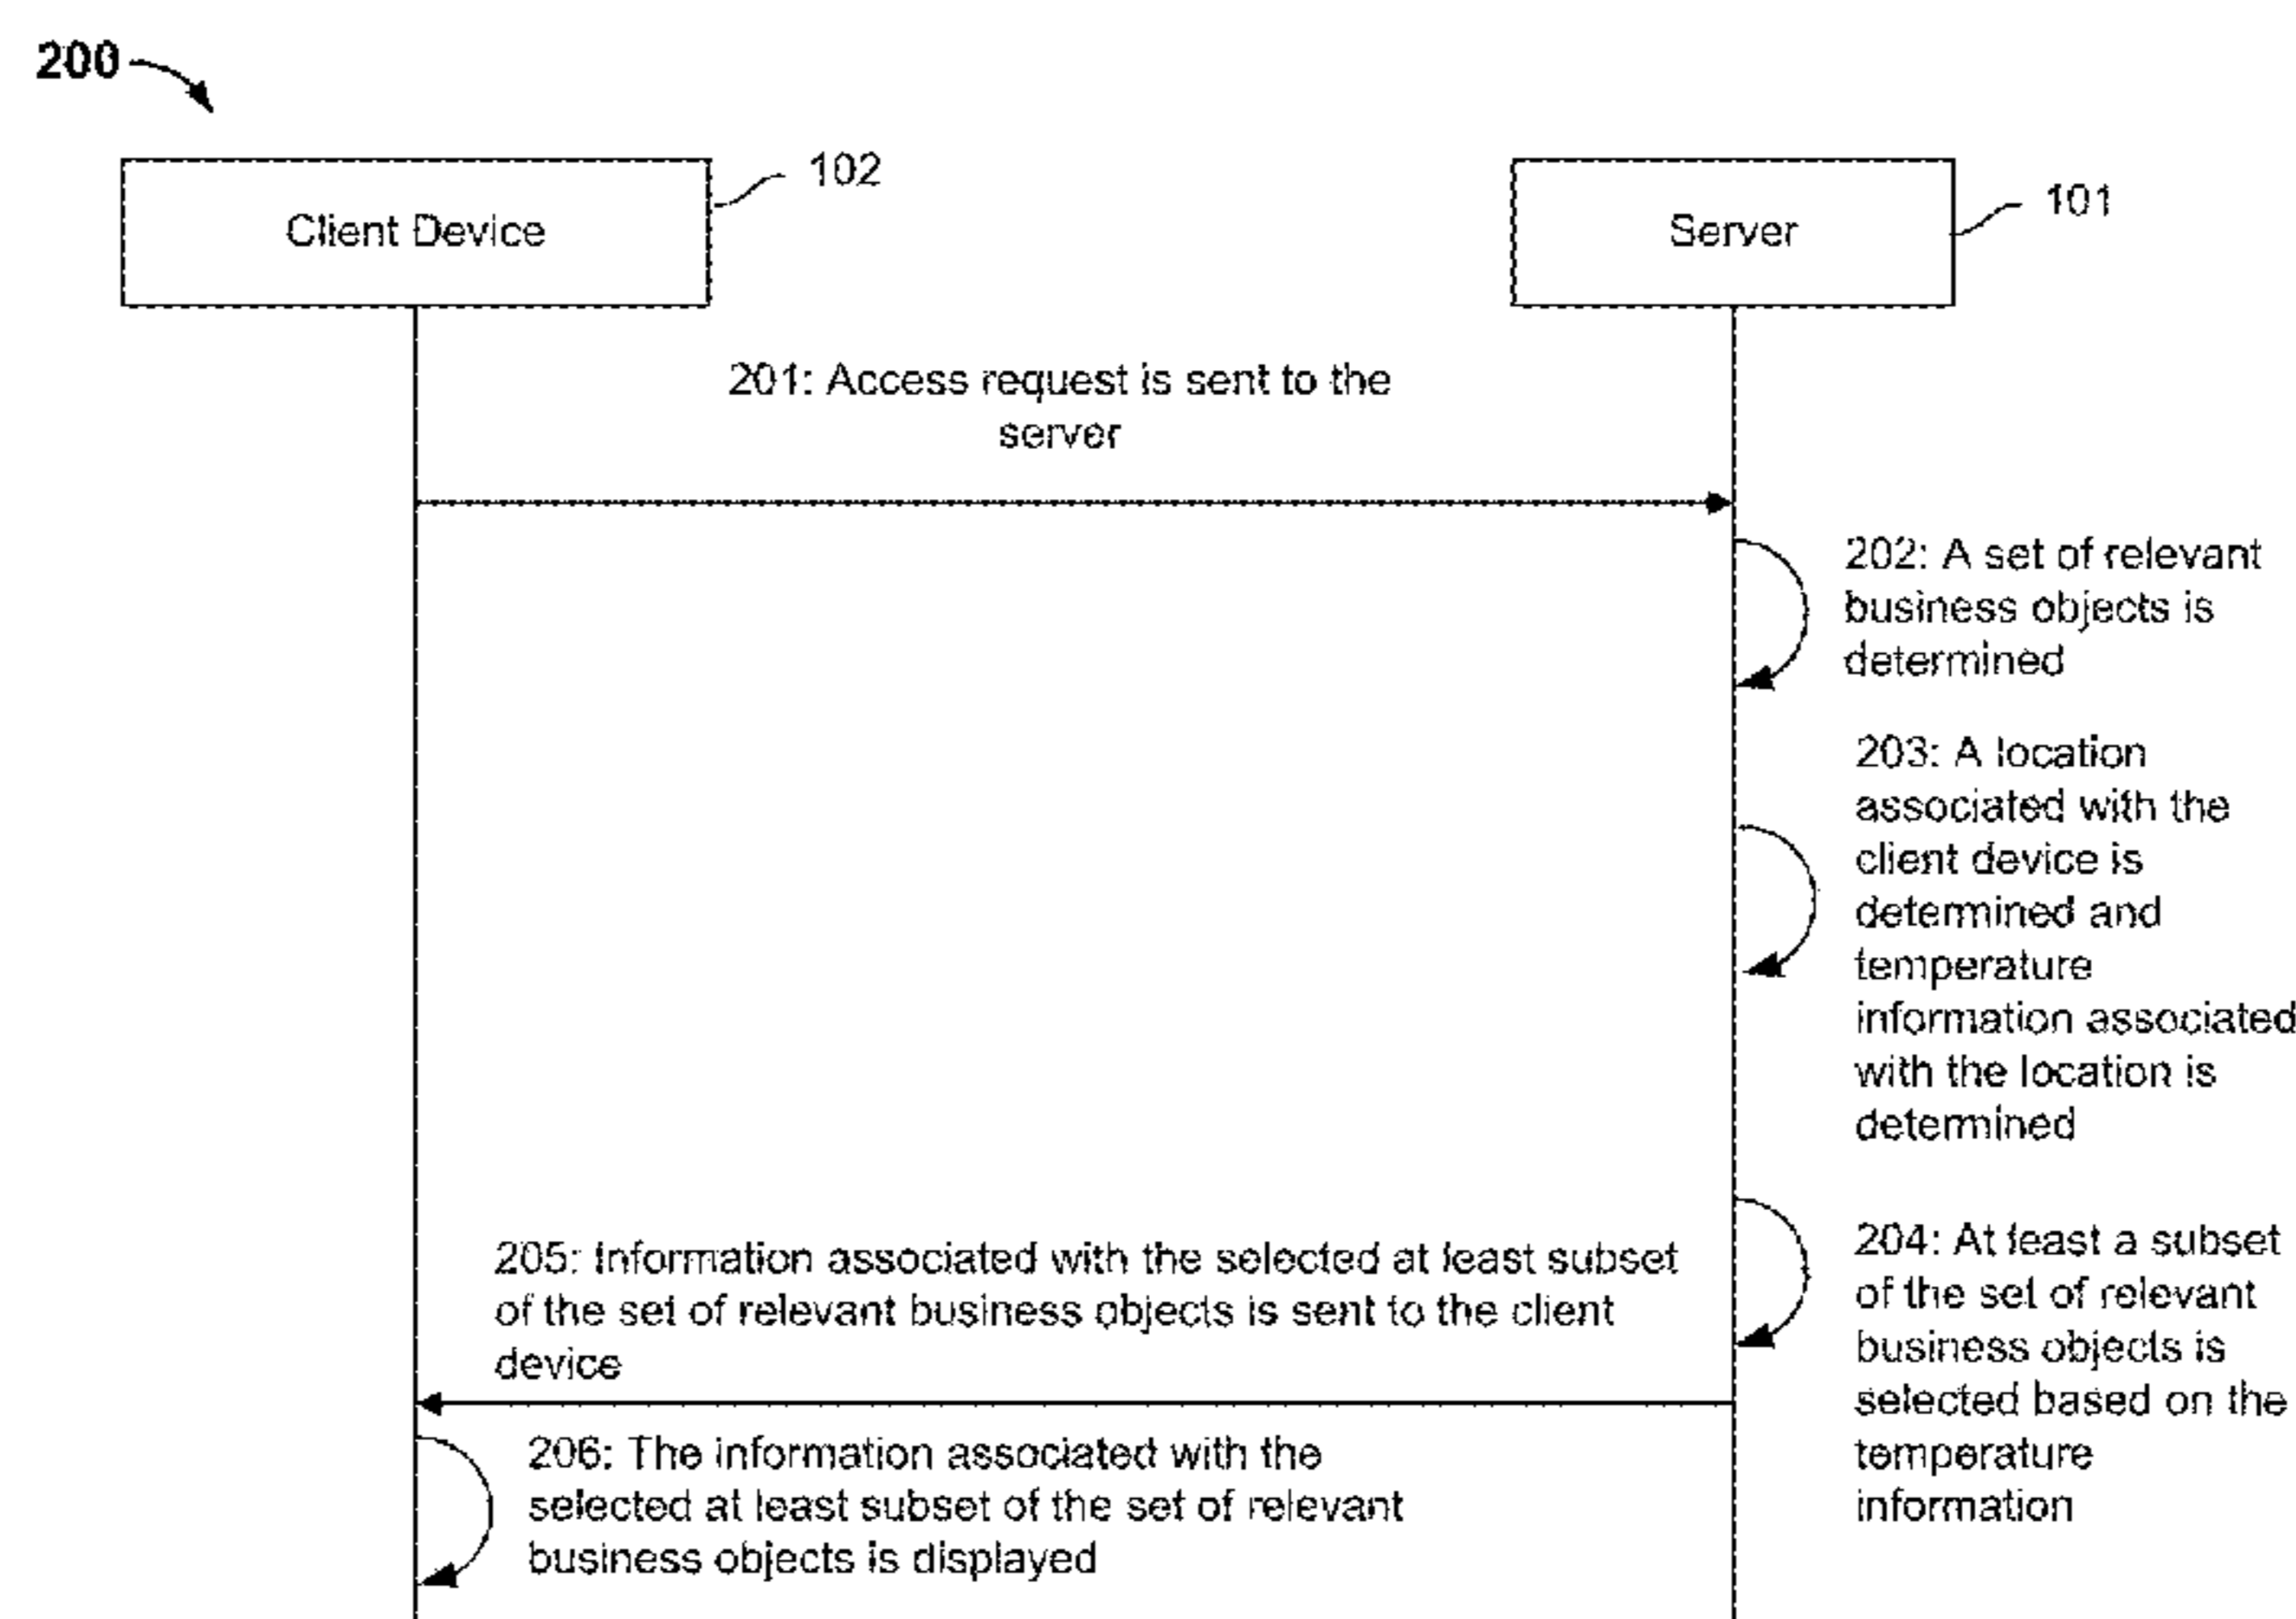 200
102
Client Device
101
Server
201: Access request is sent to the
server
202: A set of relevant
business objects is
determined
203: A location
associated with the
client device is
determined and
temperature
information associated
with the location is
determined
204: At least a subset
of the set of relevant
business objects is
selected based on the
temperature
information
205: Information associated with the selected at least subset
of the set of relevant business objects is sent to the client
device
206: The information associated with the
selected at least subset of the set of relevant
business objects is displayed